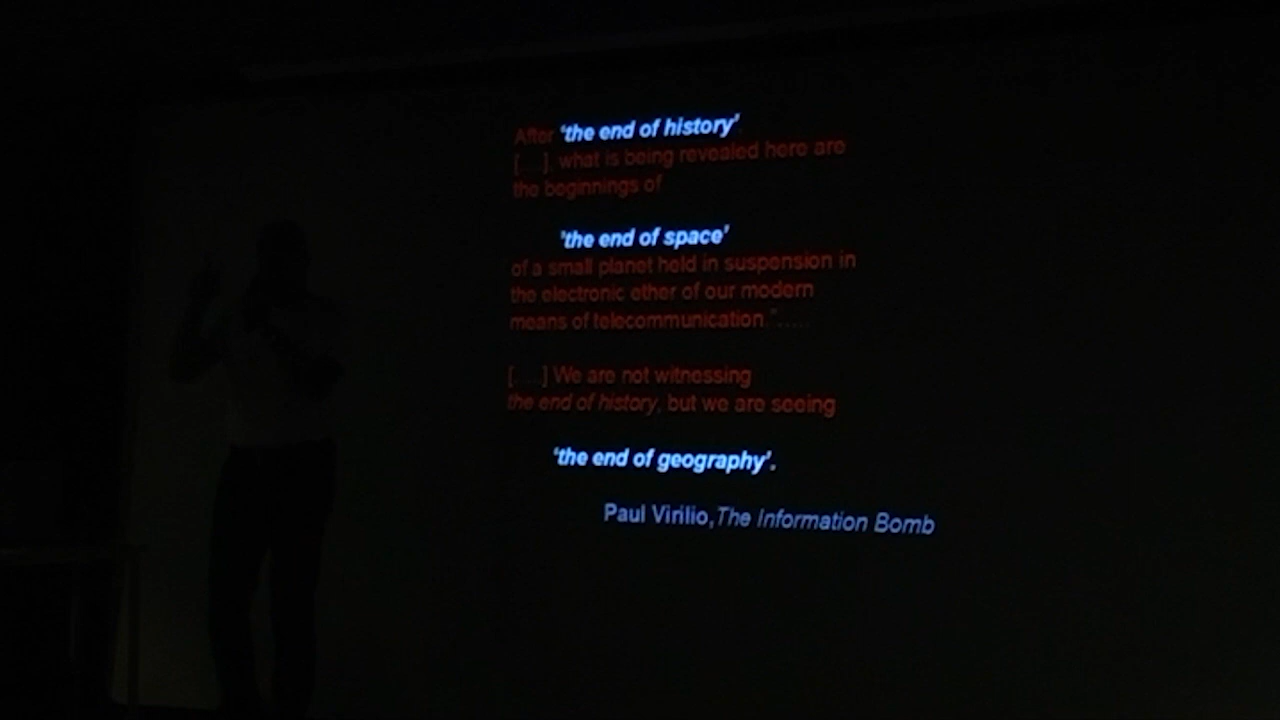 After 'the end of history'
[....], what is being revealed here are
the beginnings of
'the end of space'
of a small planet held in suspension in
the electronic ether of our modern
means of telecommunication.".....
[.....] We are not witnessing
the end of history, but we are seeing
'the end of geography'.
Paul Virilio,The Information Bomb